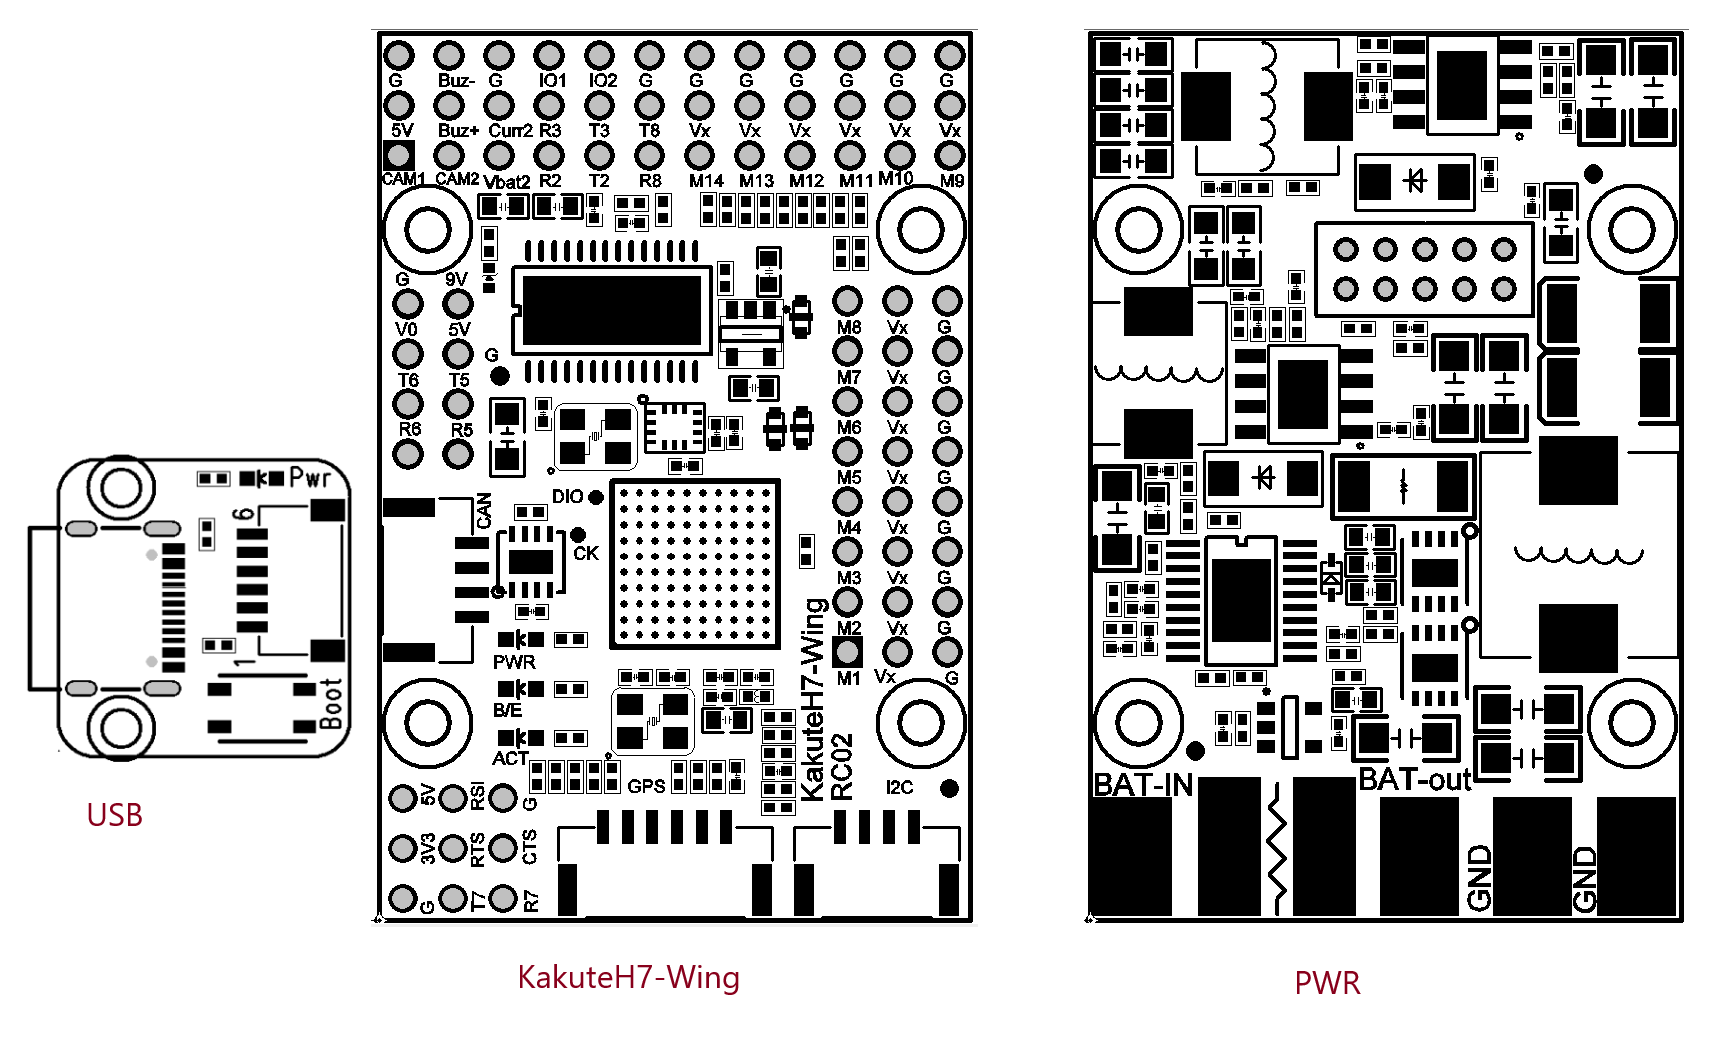 G Buz- G IO1 IO2 G G G G G G G
5V Buz+ Curr2 R3 T3 T8 Vx Vx Vx Vx Vx Vx
CAM1 CAM2 Vbat2 R2 T2 R8 M14 M13 M12 M11 M10 M9
G 9V
V0 5V
G
T6 T5
R6 R5
M8 Vx G
M7 Vx G
M6 Vx G
M5 Vx G
M4 Vx G
M3 Vx G
M2 Vx G
M1 Vx G
DIO
CK
CAN
PWR
B/E
ACT
KakuteH7-Wing
RC02
GPS
I2C
5V RSI G
3V3 RTS CTS
G T7 R7
Pwr
6
1
Boot
USB
KakuteH7-Wing
BAT-IN
BAT-out
GND
GND
PWR